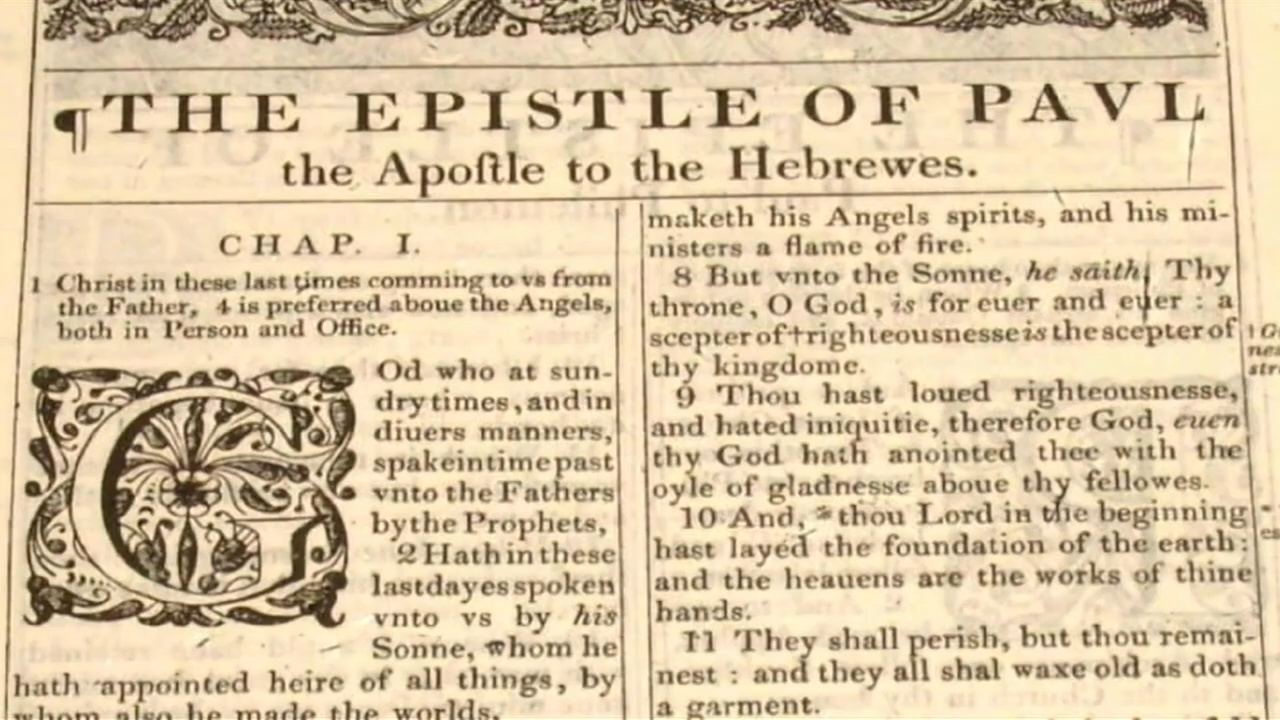 ¶THE EPISTLE OF PAVL
the Apoſtle to the Hebrewes.
CHAP. I.
1 Christ in these last times comming to vs from
the Father, 4 is preferred aboue the Angels,
both in Person and Office.
GOd who at sun-
dry times, and in
diuers manners,
spake in time past
vnto the Fathers
by the Prophets,
2 Hath in these
last dayes spoken
vnto vs by his
Sonne, whom he
hath appointed heire of all things, by
whom also he made the worlds,
maketh his Angels spirits, and his mi-
nisters a flame of fire.
8 But vnto the Sonne, he saith, Thy
throne, O God, is for euer and euer : a
scepter of †righteousnesse is the scepter of
thy kingdome.
9 Thou hast loued righteousnesse,
and hated iniquitie, therefore God, euen
thy God hath anointed thee with the
oyle of gladnesse aboue thy fellowes.
10 And, * thou Lord in the beginning
hast layed the foundation of the earth:
and the heauens are the works of thine
hands.
11 They shall perish, but thou remai-
nest : and they all shal waxe old as doth
a garment.